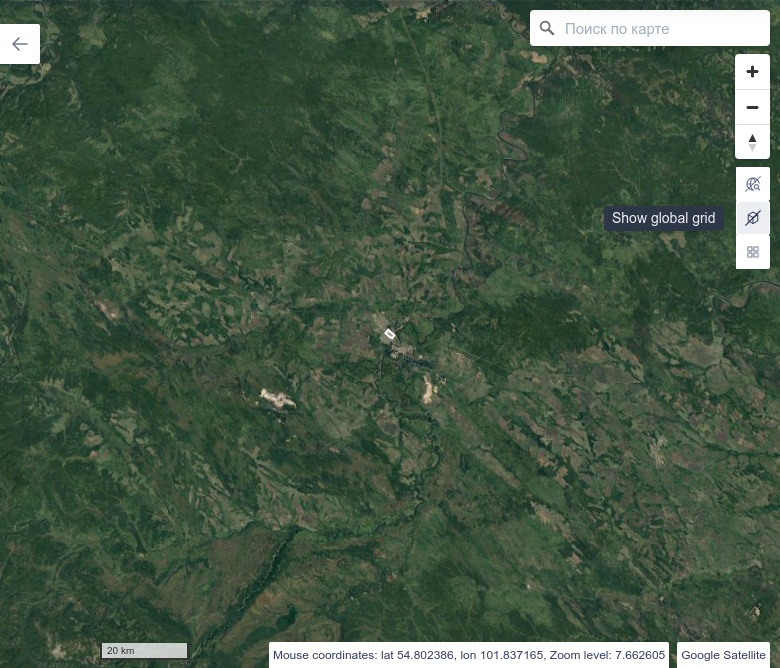 Поиск по карте
Show global grid
20 km
Mouse coordinates: lat 54.802386, lon 101.837165, Zoom level: 7.662605
Google Satellite